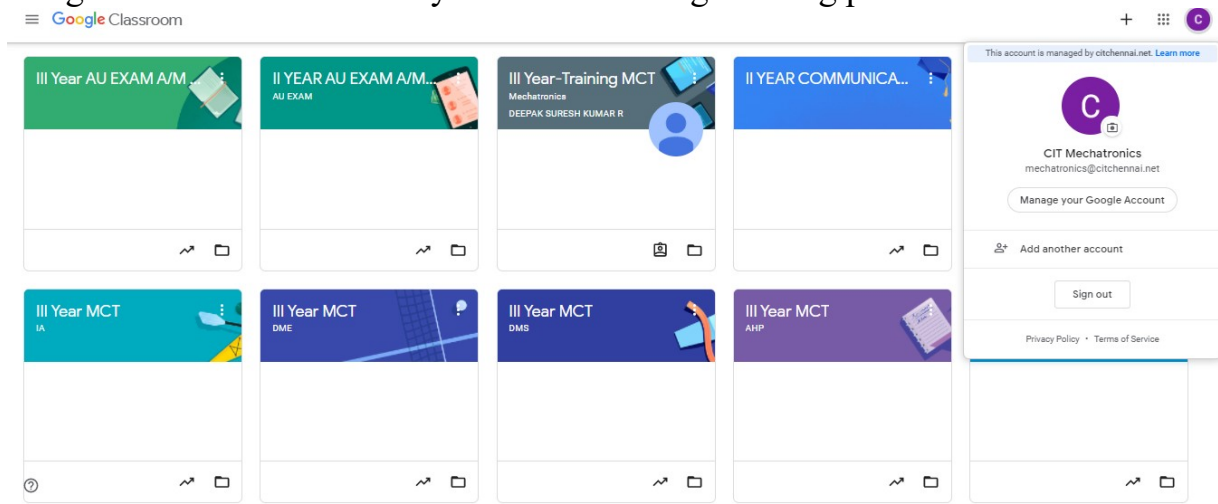 Google Classroom
C
This account is managed by citchennai.net. Learn more
III Year AU EXAM A/M ...
II YEAR AU EXAM A/M...
AU EXAM
III Year-Training MCT
Mechatronics
DEEPAK SURESH KUMAR R
II YEAR COMMUNICA...
C
CIT Mechatronics
mechatronics@citchennai.net
Manage your Google Account
Add another account
Sign out
Privacy Policy • Terms of Service
III Year MCT
IA
III Year MCT
DME
III Year MCT
DMS
III Year MCT
AHP